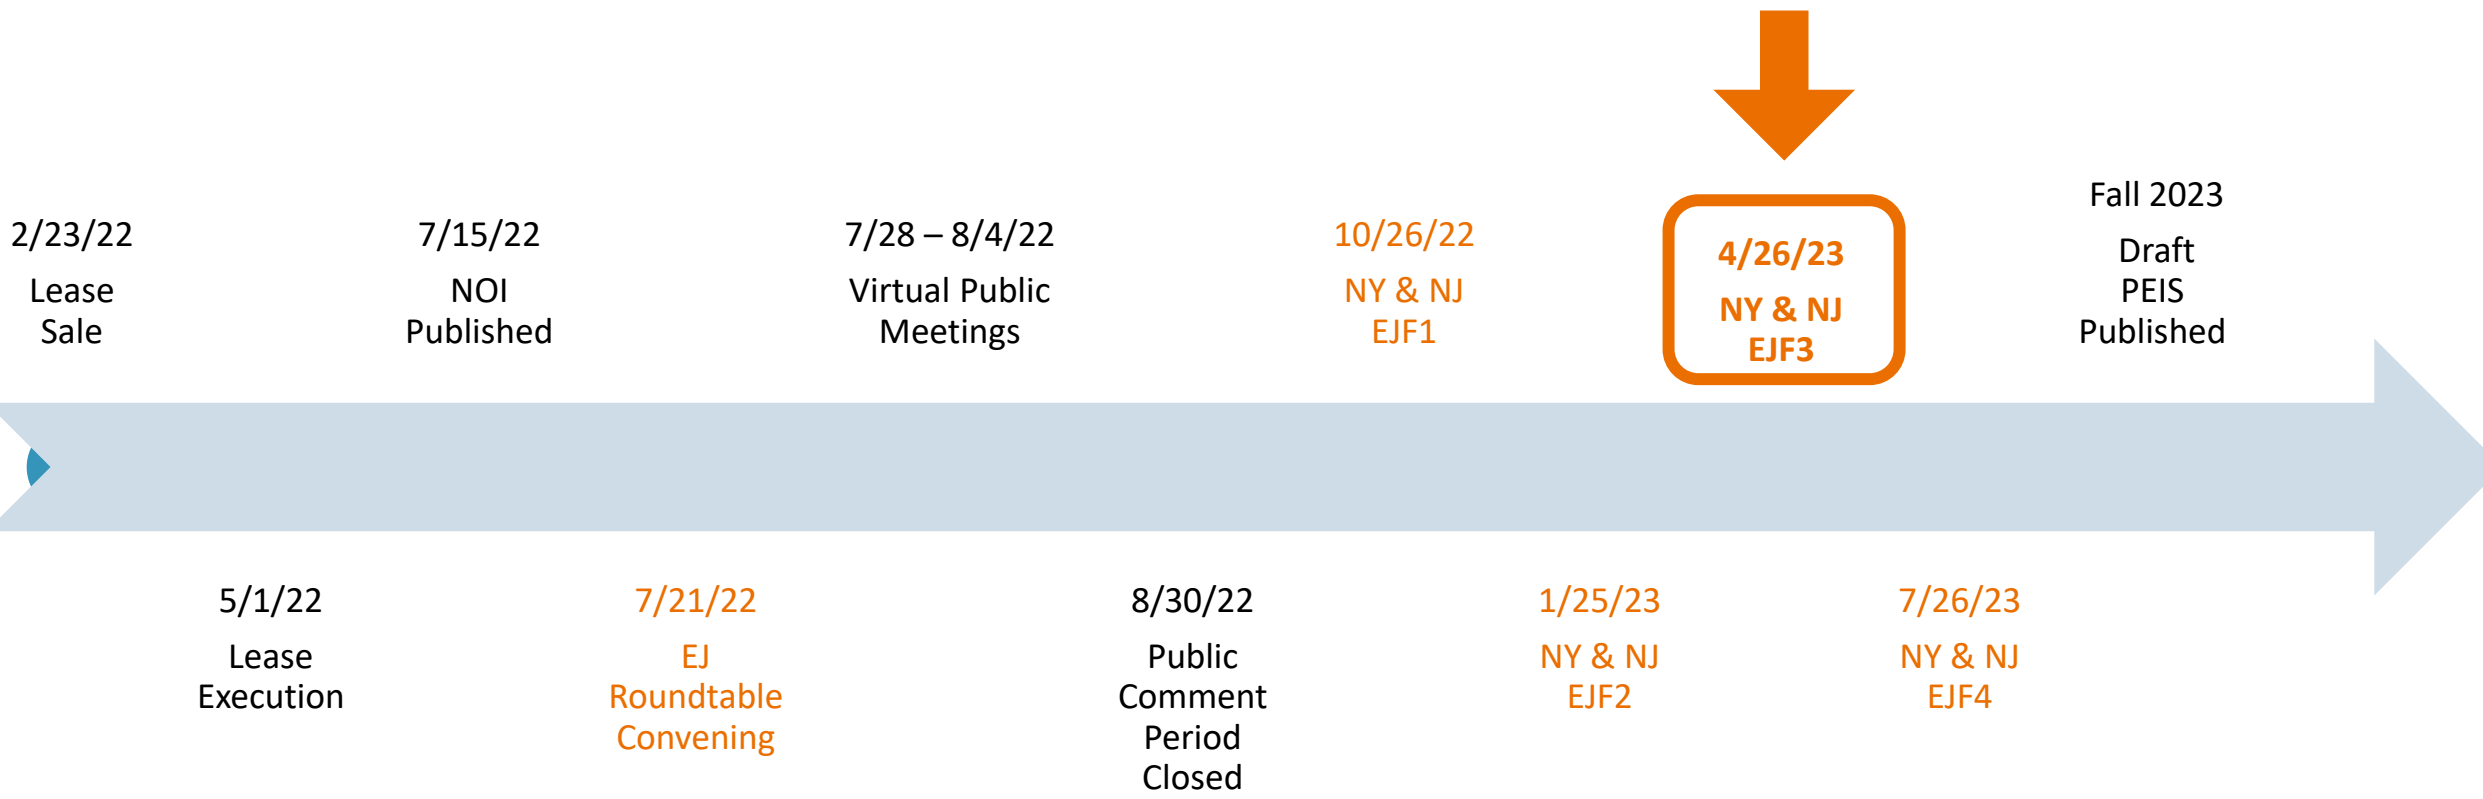 2/23/22
Lease
Sale
7/15/22
NOI
Published
7/28 – 8/4/22
Virtual Public
Meetings
10/26/22
NY & NJ
EJF1
4/26/23
NY & NJ
EJF3
Fall 2023
Draft
PEIS
Published
5/1/22
Lease
Execution
7/21/22
EJ
Roundtable
Convening
8/30/22
Public
Comment
Period
Closed
1/25/23
NY & NJ
EJF2
7/26/23
NY & NJ
EJF4